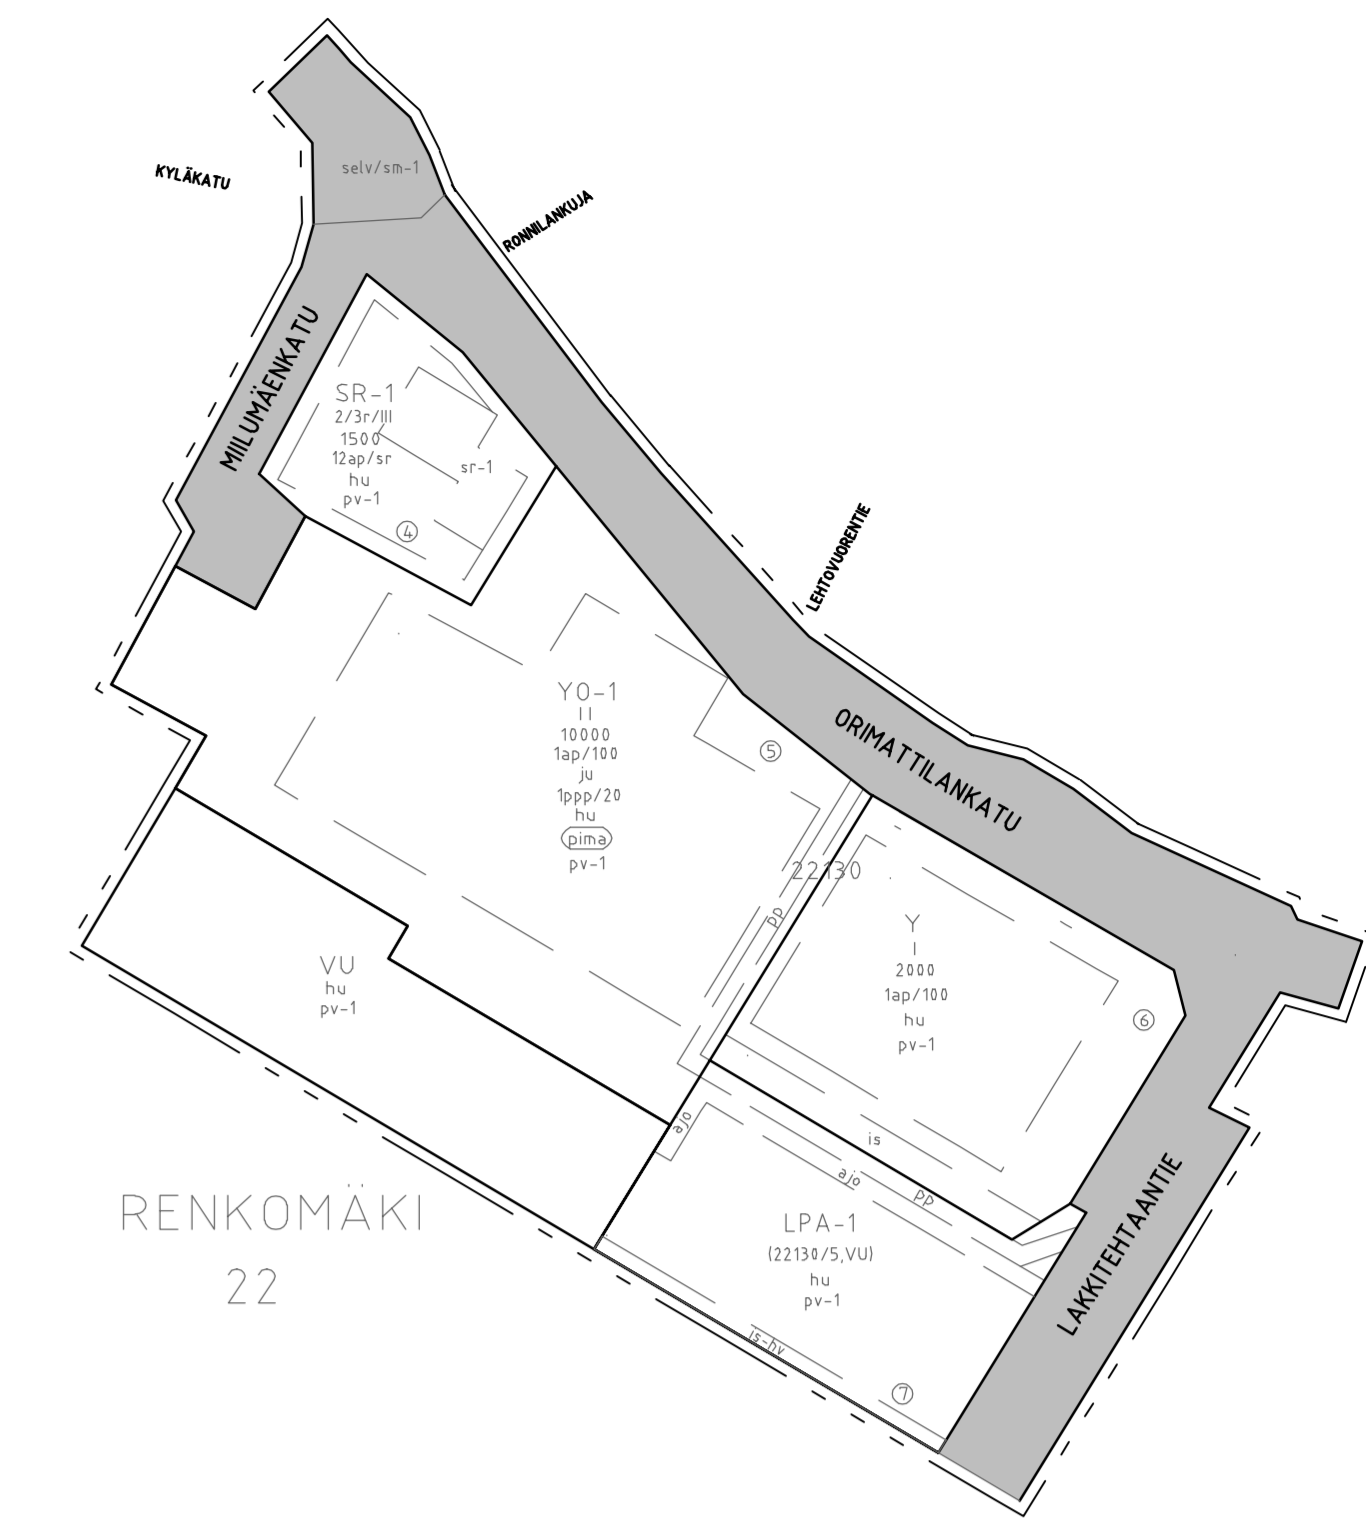 selv/sm-1
KYLÄKATU
RONNILANKUJA
MIILUMÄENKATU
SR-1
2/3r/III
1500
12ap/sr
hu
pv-1
sr-1
4
LEHTOVUORENTIE
YO-1
II
10000
1ap/100
ju
1ppp/20
hu
pima
pv-1
5
ORIMATTILANKATU
22130
pp
Y
I
2000
1ap/100
hu
pv-1
6
VU
hu
pv-1
ajo
is
ajo
pp
LPA-1
(22130/5,VU)
hu
pv-1
is-hv
7
LAKKITEHTAANTIE
RENKOMÄKI
22